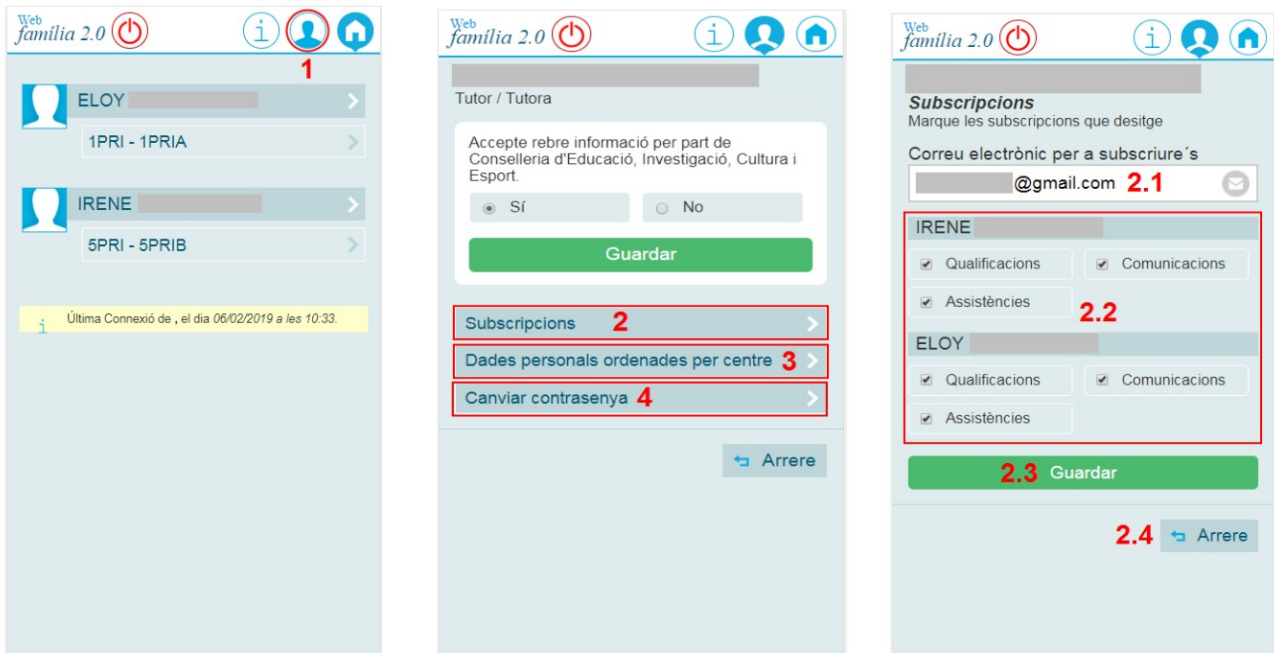 Web
família 2.0
i
1
ELOY
1PRI - 1PRIA
IRENE
5PRI - 5PRIB
i Última Connexió de , el dia 06/02/2019 a les 10:33.
Web
família 2.0
i
Tutor / Tutora
Accepte rebre informació per part de
Conselleria d'Educació, Investigació, Cultura i
Esport.
Sí No
Guardar
Subscripcions 2
Dades personals ordenades per centre 3
Canviar contrasenya 4
Arrere
Web
família 2.0
i
Subscripcions
Marque les subscripcions que desitge
Correu electrònic per a subscriure´s
@gmail.com 2.1
IRENE
Qualificacions Comunicacions
Assistències
2.2
ELOY
Qualificacions Comunicacions
Assistències
2.3 Guardar
2.4 Arrere